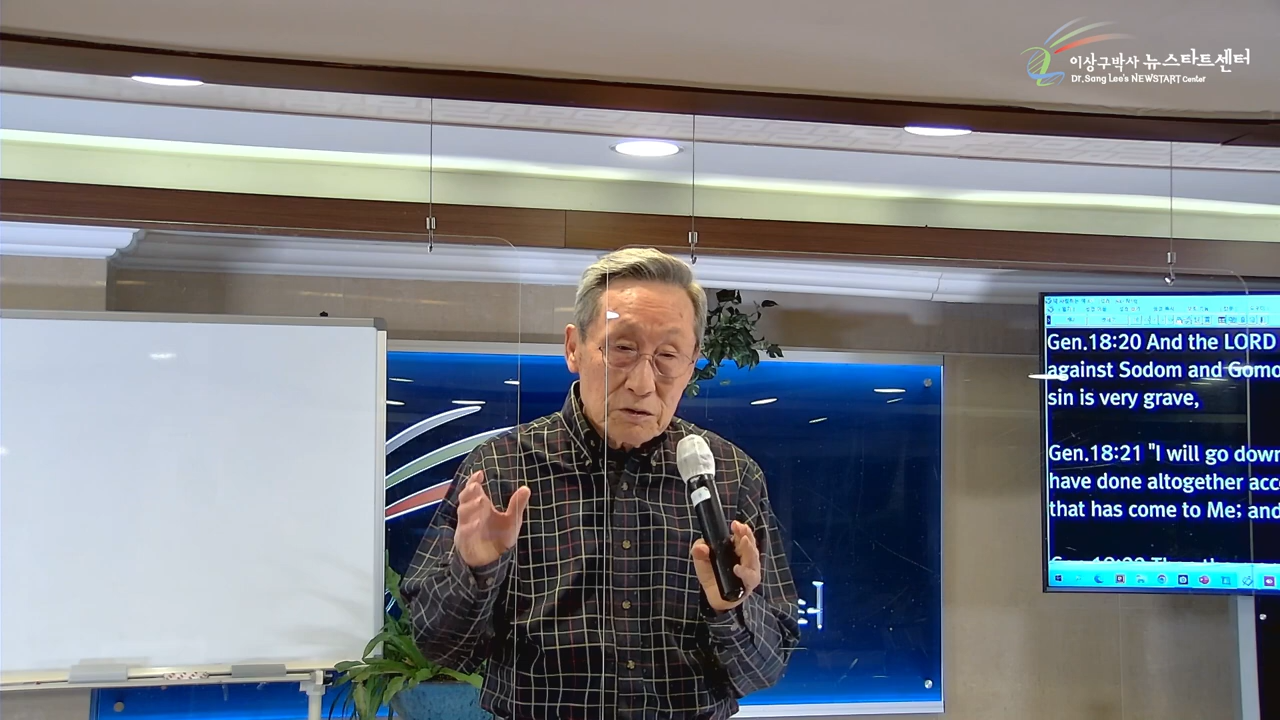 이상구박사 뉴스타트센터
Dr. Sang Lee's NEWSTART Center
Gen.18:20 And the LORD
against Sodom and Gomo
sin is very grave,
Gen.18:21 "I will go down
have done altogether acc
that has come to Me; and